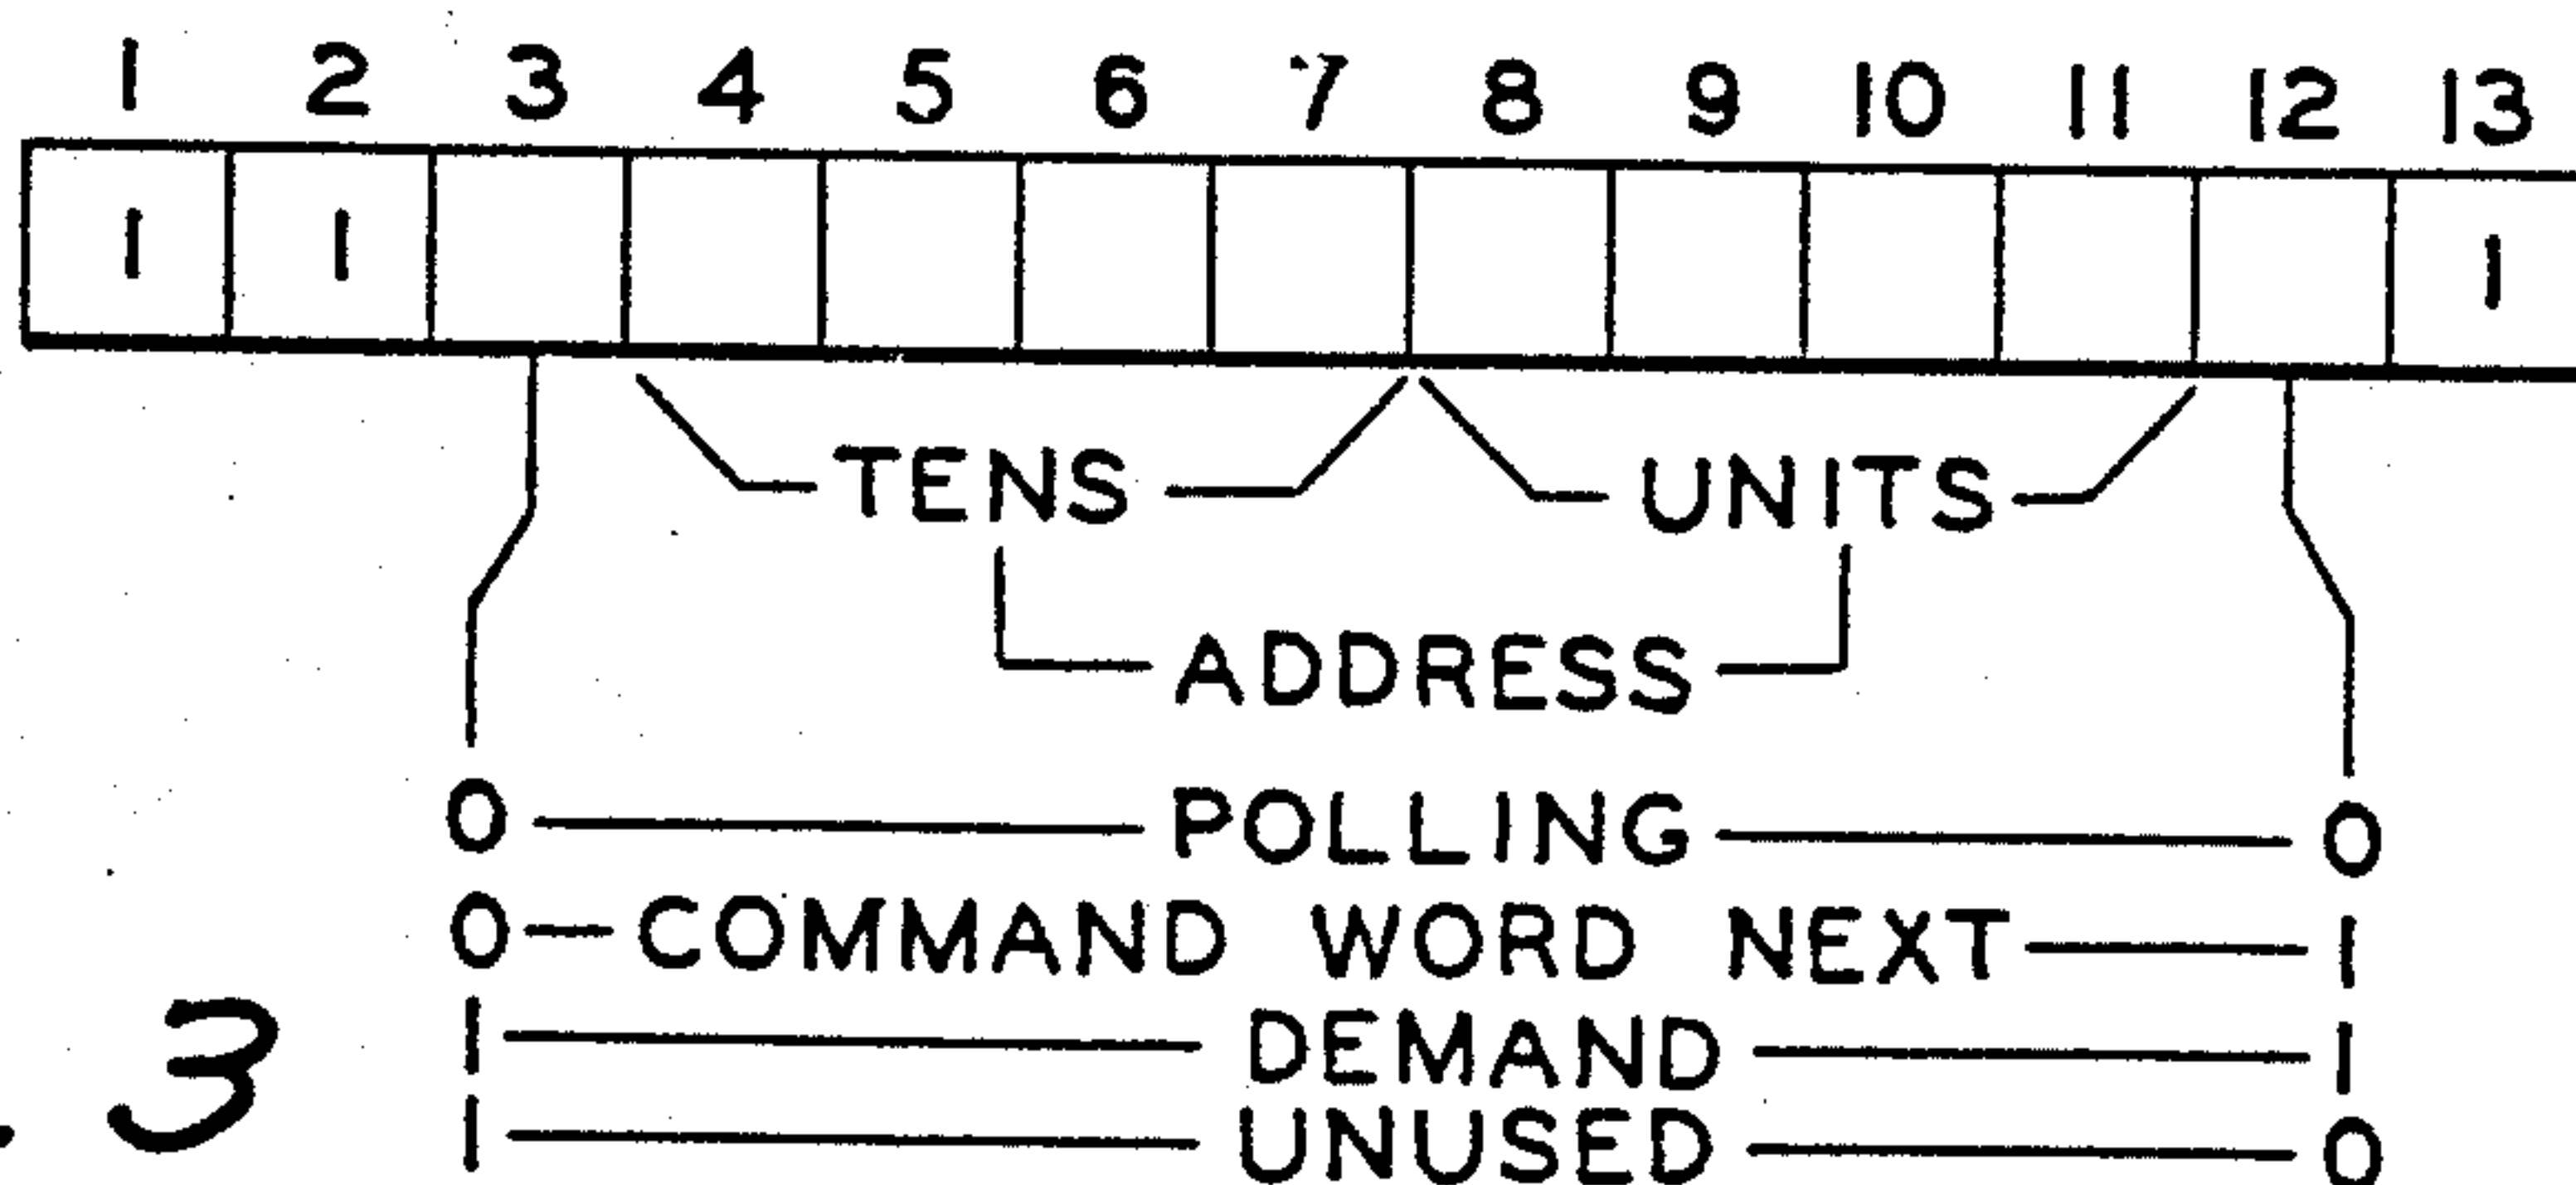 1 2 3 4 5 6 7 8 9 10 11 12 13
1 1 1
TENS UNITS
ADDRESS
0 POLLING 0
0 COMMAND WORD NEXT 1
1 DEMAND 1
1 UNUSED 0
. 3